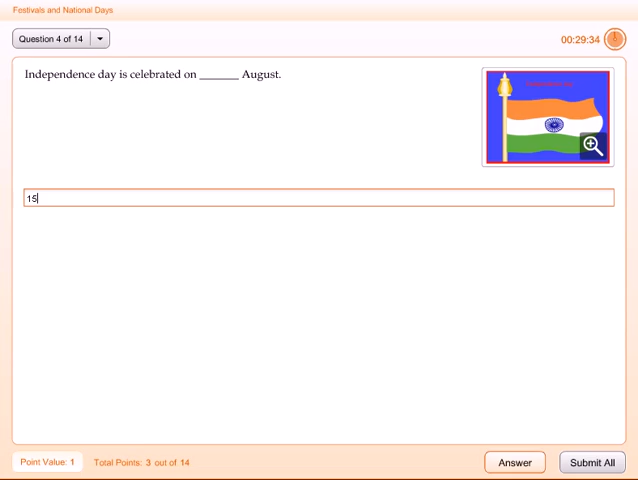 Festivals and National Days
Question 4 of 14
00:29:34
Independence day is celebrated on _______ August.
15
Point Value: 1
Total Points: 3 out of 14
Answer
Submit All